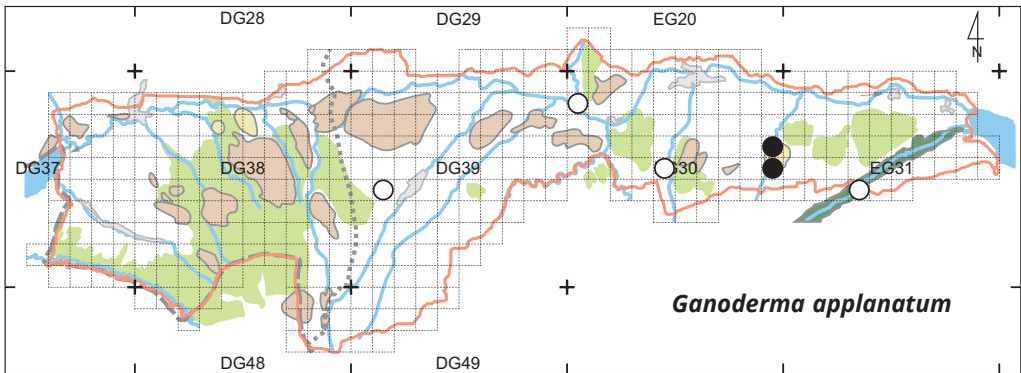 DG28 DG29 EG20
N
DG37 DG38 DG39 EG30 EG31
Ganoderma applanatum
DG48 DG49